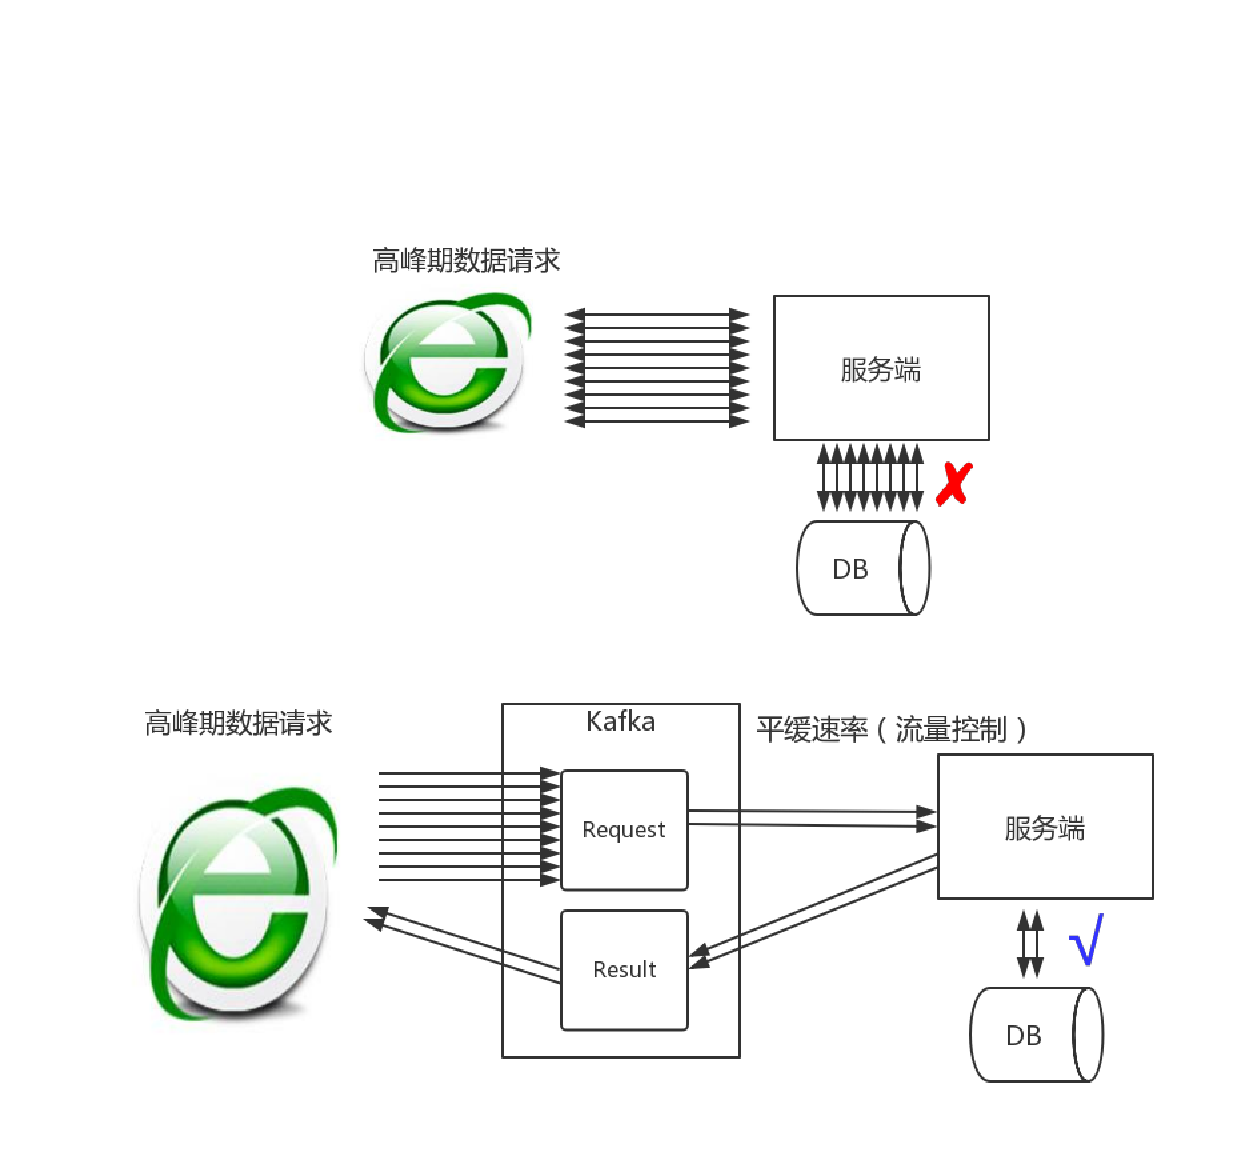 高峰期数据请求
服务端
DB
高峰期数据请求
Kafka
平缓速率（流量控制）
Request
服务端
Result
DB